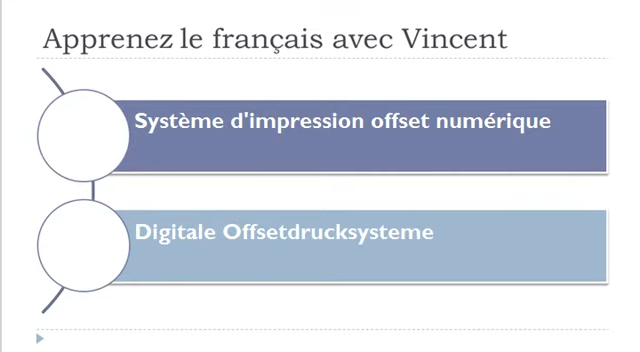 Apprenez le français avec Vincent
Système d'impression offset numérique
Digitale Offsetdrucksysteme